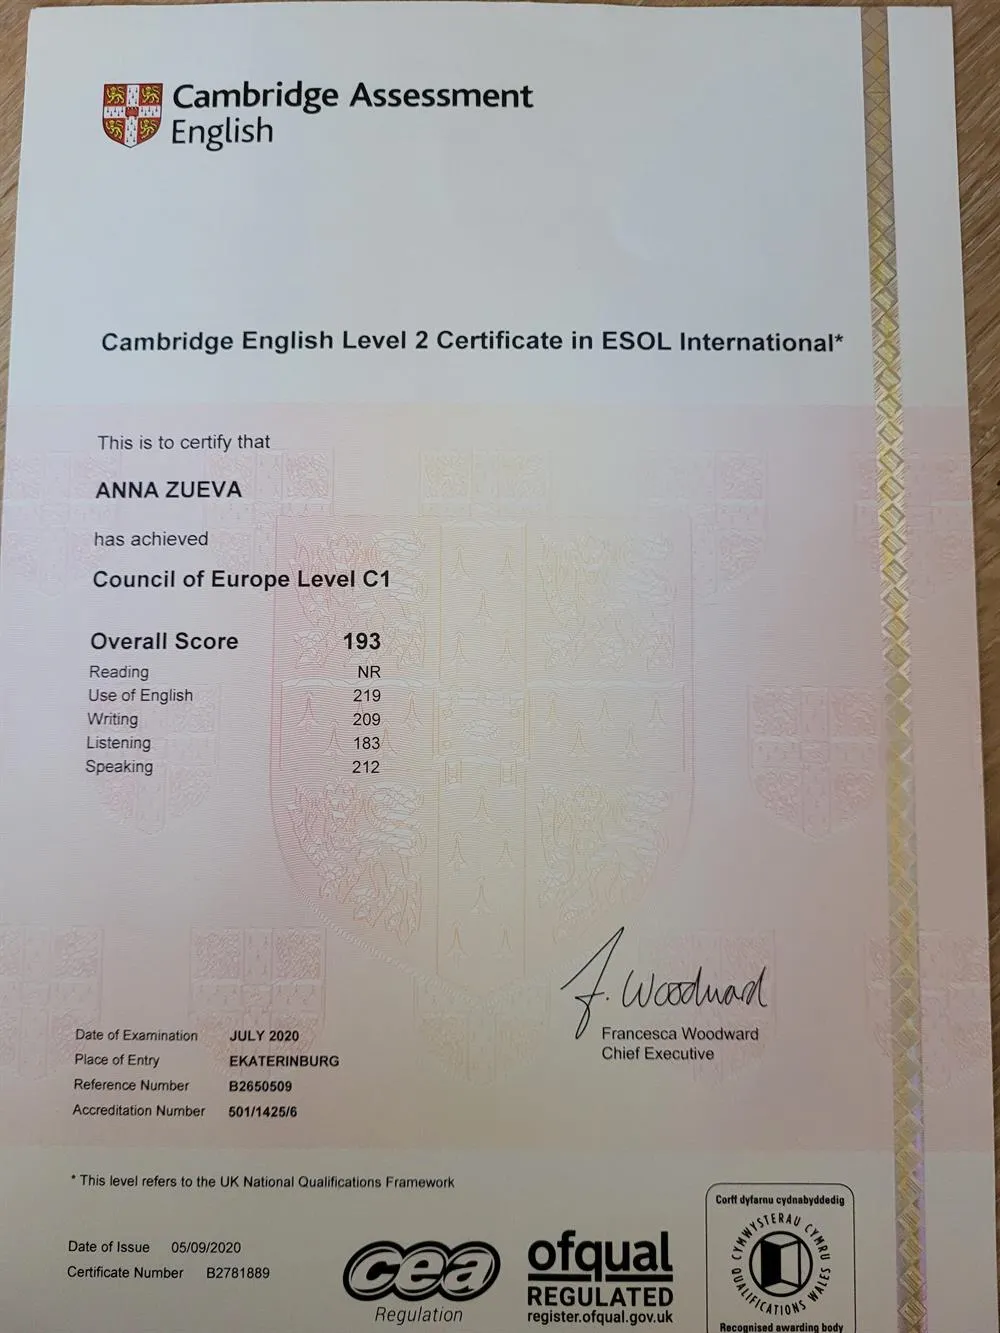 Cambridge Assessment
English
Cambridge English Level 2 Certificate in ESOL International*
This is to certify that
ANNA ZUEVA
has achieved
Council of Europe Level C1
Overall Score 193
Reading NR
Use of English 219
Writing 209
Listening 183
Speaking 212
F. Woodward
Francesca Woodward
Chief Executive
Date of Examination JULY 2020
Place of Entry EKATERINBURG
Reference Number B2650509
Accreditation Number 501/1425/6
* This level refers to the UK National Qualifications Framework
Date of Issue 05/09/2020
Certificate Number B2781889
cea
Regulation
ofqual
REGULATED
register.ofqual.gov.uk
Corff dyfarnu cydnabyddedig
CYMWYSTERAU CYMRU
QUALIFICATIONS WALES
Recognised awarding body